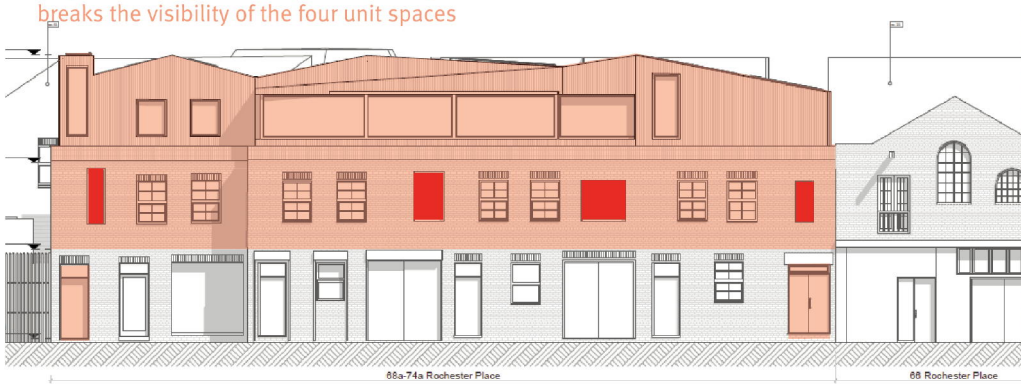 breaks the visibility of the four unit spaces
68a-74a Rochester Place
66 Rochester Place